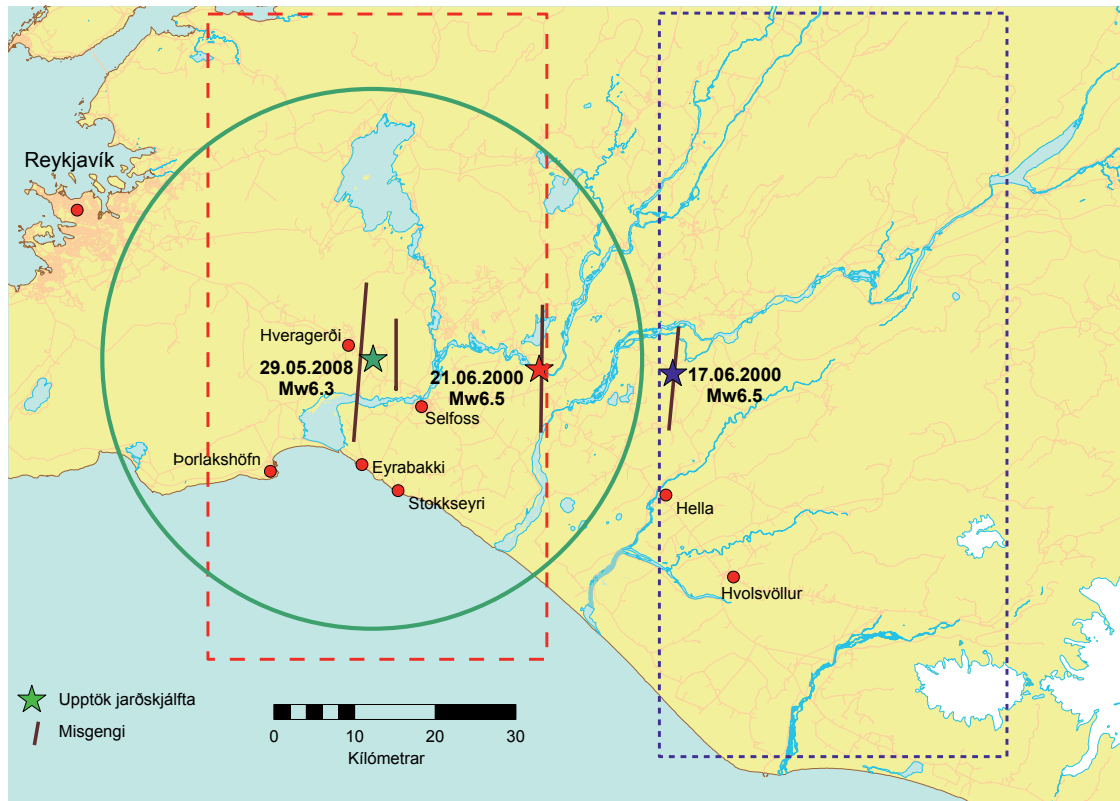 Reykjavík
Hveragerði
29.05.2008
Mw6.3
21.06.2000
Mw6.5
17.06.2000
Mw6.5
Selfoss
Þorlakshöfn
Eyrabakki
Stokkseyri
Hella
Hvolsvöllur
Upptök jarðskjálfta
Misgengi
0 10 20 30
Kílómetrar